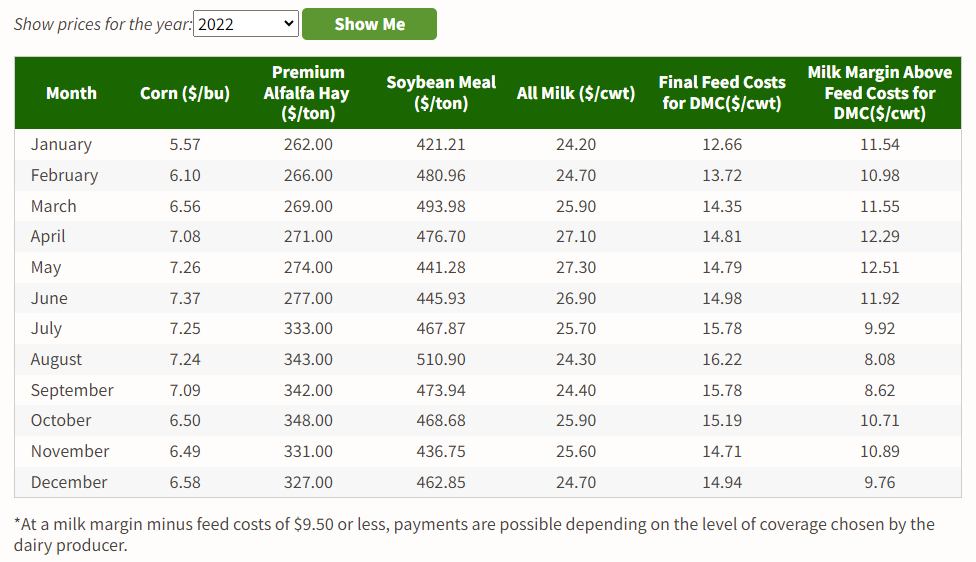 Show prices for the year: 2022 Show Me
Month Corn ($/bu) Premium Alfalfa Hay ($/ton) Soybean Meal ($/ton) All Milk ($/cwt) Final Feed Costs for DMC($/cwt) Milk Margin Above Feed Costs for DMC($/cwt)
January 5.57 262.00 421.21 24.20 12.66 11.54
February 6.10 266.00 480.96 24.70 13.72 10.98
March 6.56 269.00 493.98 25.90 14.35 11.55
April 7.08 271.00 476.70 27.10 14.81 12.29
May 7.26 274.00 441.28 27.30 14.79 12.51
June 7.37 277.00 445.93 26.90 14.98 11.92
July 7.25 333.00 467.87 25.70 15.78 9.92
August 7.24 343.00 510.90 24.30 16.22 8.08
September 7.09 342.00 473.94 24.40 15.78 8.62
October 6.50 348.00 468.68 25.90 15.19 10.71
November 6.49 331.00 436.75 25.60 14.71 10.89
December 6.58 327.00 462.85 24.70 14.94 9.76
*At a milk margin minus feed costs of $9.50 or less, payments are possible depending on the level of coverage chosen by the
dairy producer.